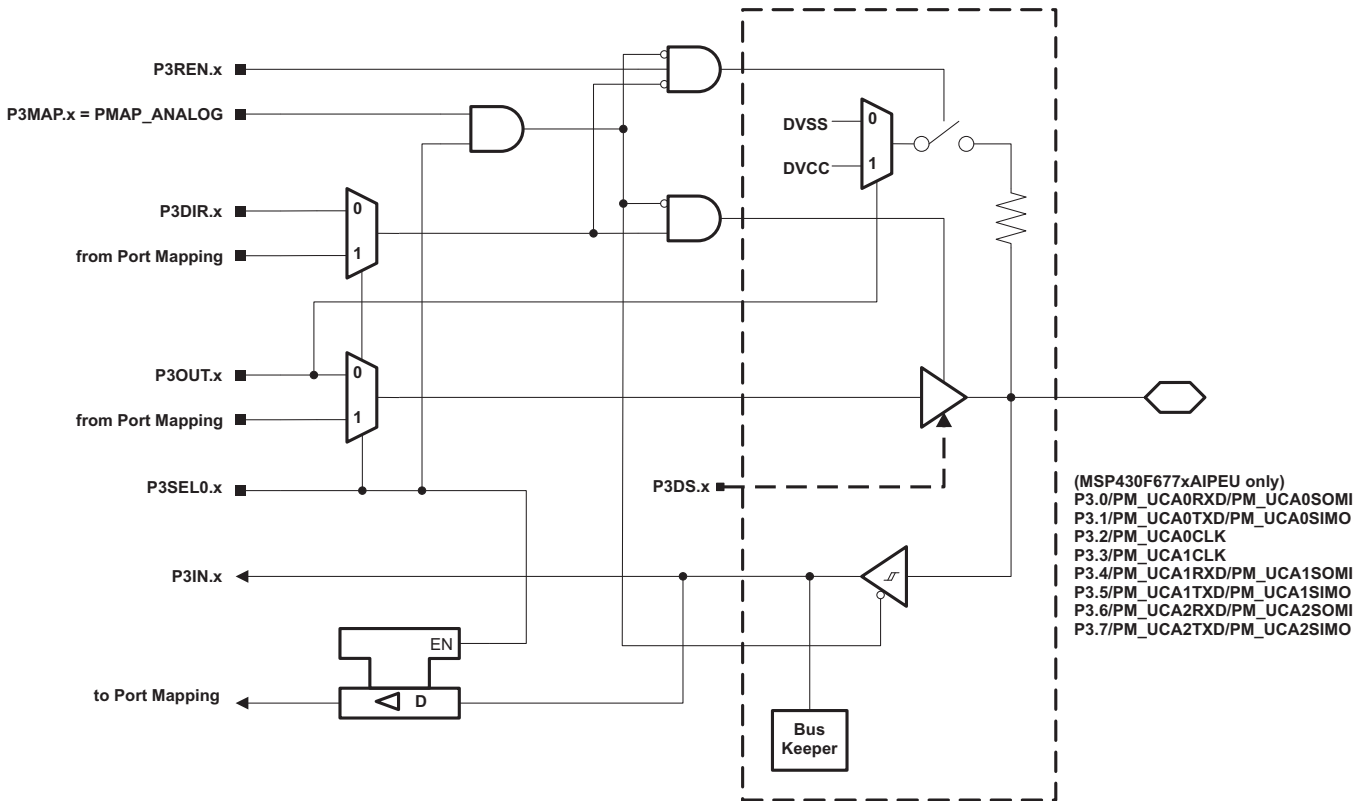 P3REN.x
P3MAP.x = PMAP_ANALOG
DVSS
0
DVCC
1
P3DIR.x
0
from Port Mapping
1
P3OUT.x
0
from Port Mapping
1
P3SEL0.x
P3DS.x
(MSP430F677xAIPEU only)
P3.0/PM_UCA0RXD/PM_UCA0SOMI
P3.1/PM_UCA0TXD/PM_UCA0SIMO
P3.2/PM_UCA0CLK
P3.3/PM_UCA1CLK
P3.4/PM_UCA1RXD/PM_UCA1SOMI
P3.5/PM_UCA1TXD/PM_UCA1SIMO
P3.6/PM_UCA2RXD/PM_UCA2SOMI
P3.7/PM_UCA2TXD/PM_UCA2SIMO
P3IN.x
EN
to Port Mapping
D
Bus
Keeper